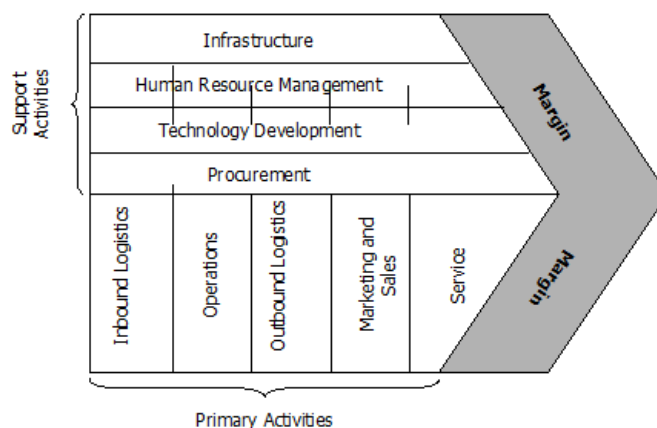 Support
Activities
Infrastructure
Human Resource Management
Technology Development
Procurement
Margin
Inbound Logistics
Operations
Outbound Logistics
Marketing and
Sales
Service
Margin
Primary Activities